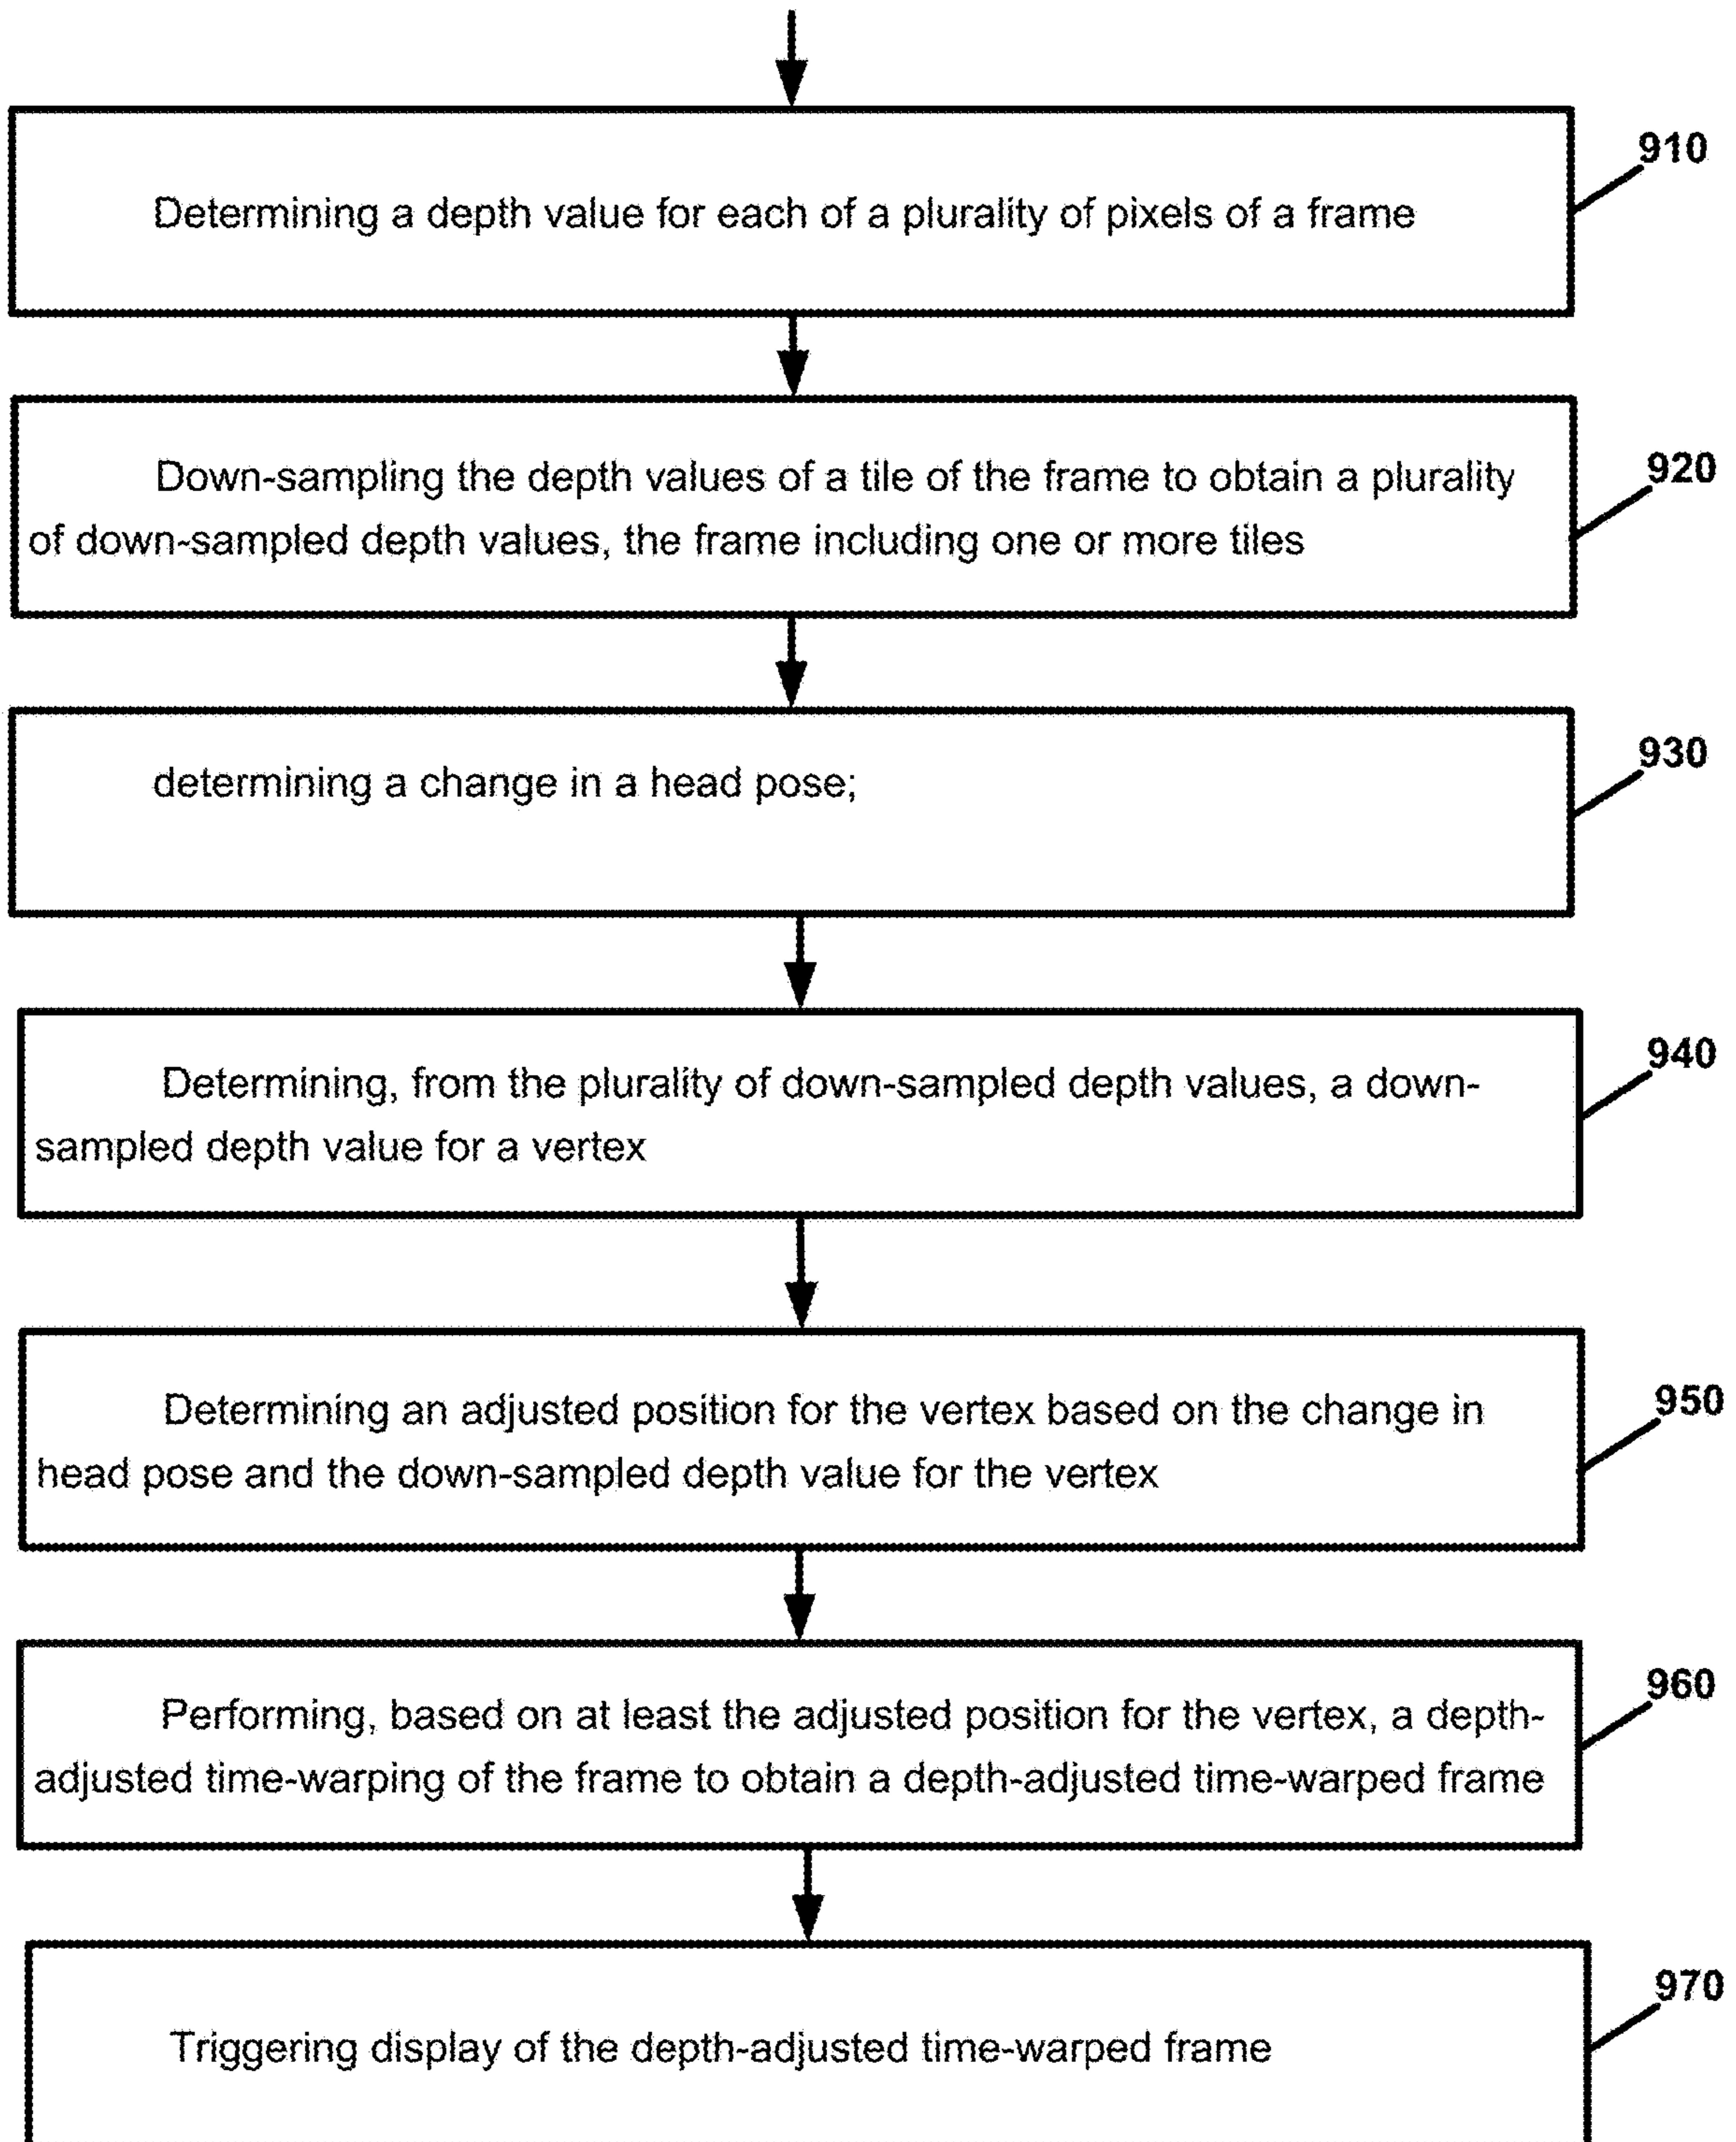 910
Determining a depth value for each of a plurality of pixels of a frame
920
Down-sampling the depth values of a tile of the frame to obtain a plurality
of down-sampled depth values, the frame including one or more tiles
930
determining a change in a head pose;
940
Determining, from the plurality of down-sampled depth values, a down-
sampled depth value for a vertex
950
Determining an adjusted position for the vertex based on the change in
head pose and the down-sampled depth value for the vertex
960
Performing, based on at least the adjusted position for the vertex, a depth-
adjusted time-warping of the frame to obtain a depth-adjusted time-warped frame
970
Triggering display of the depth-adjusted time-warped frame